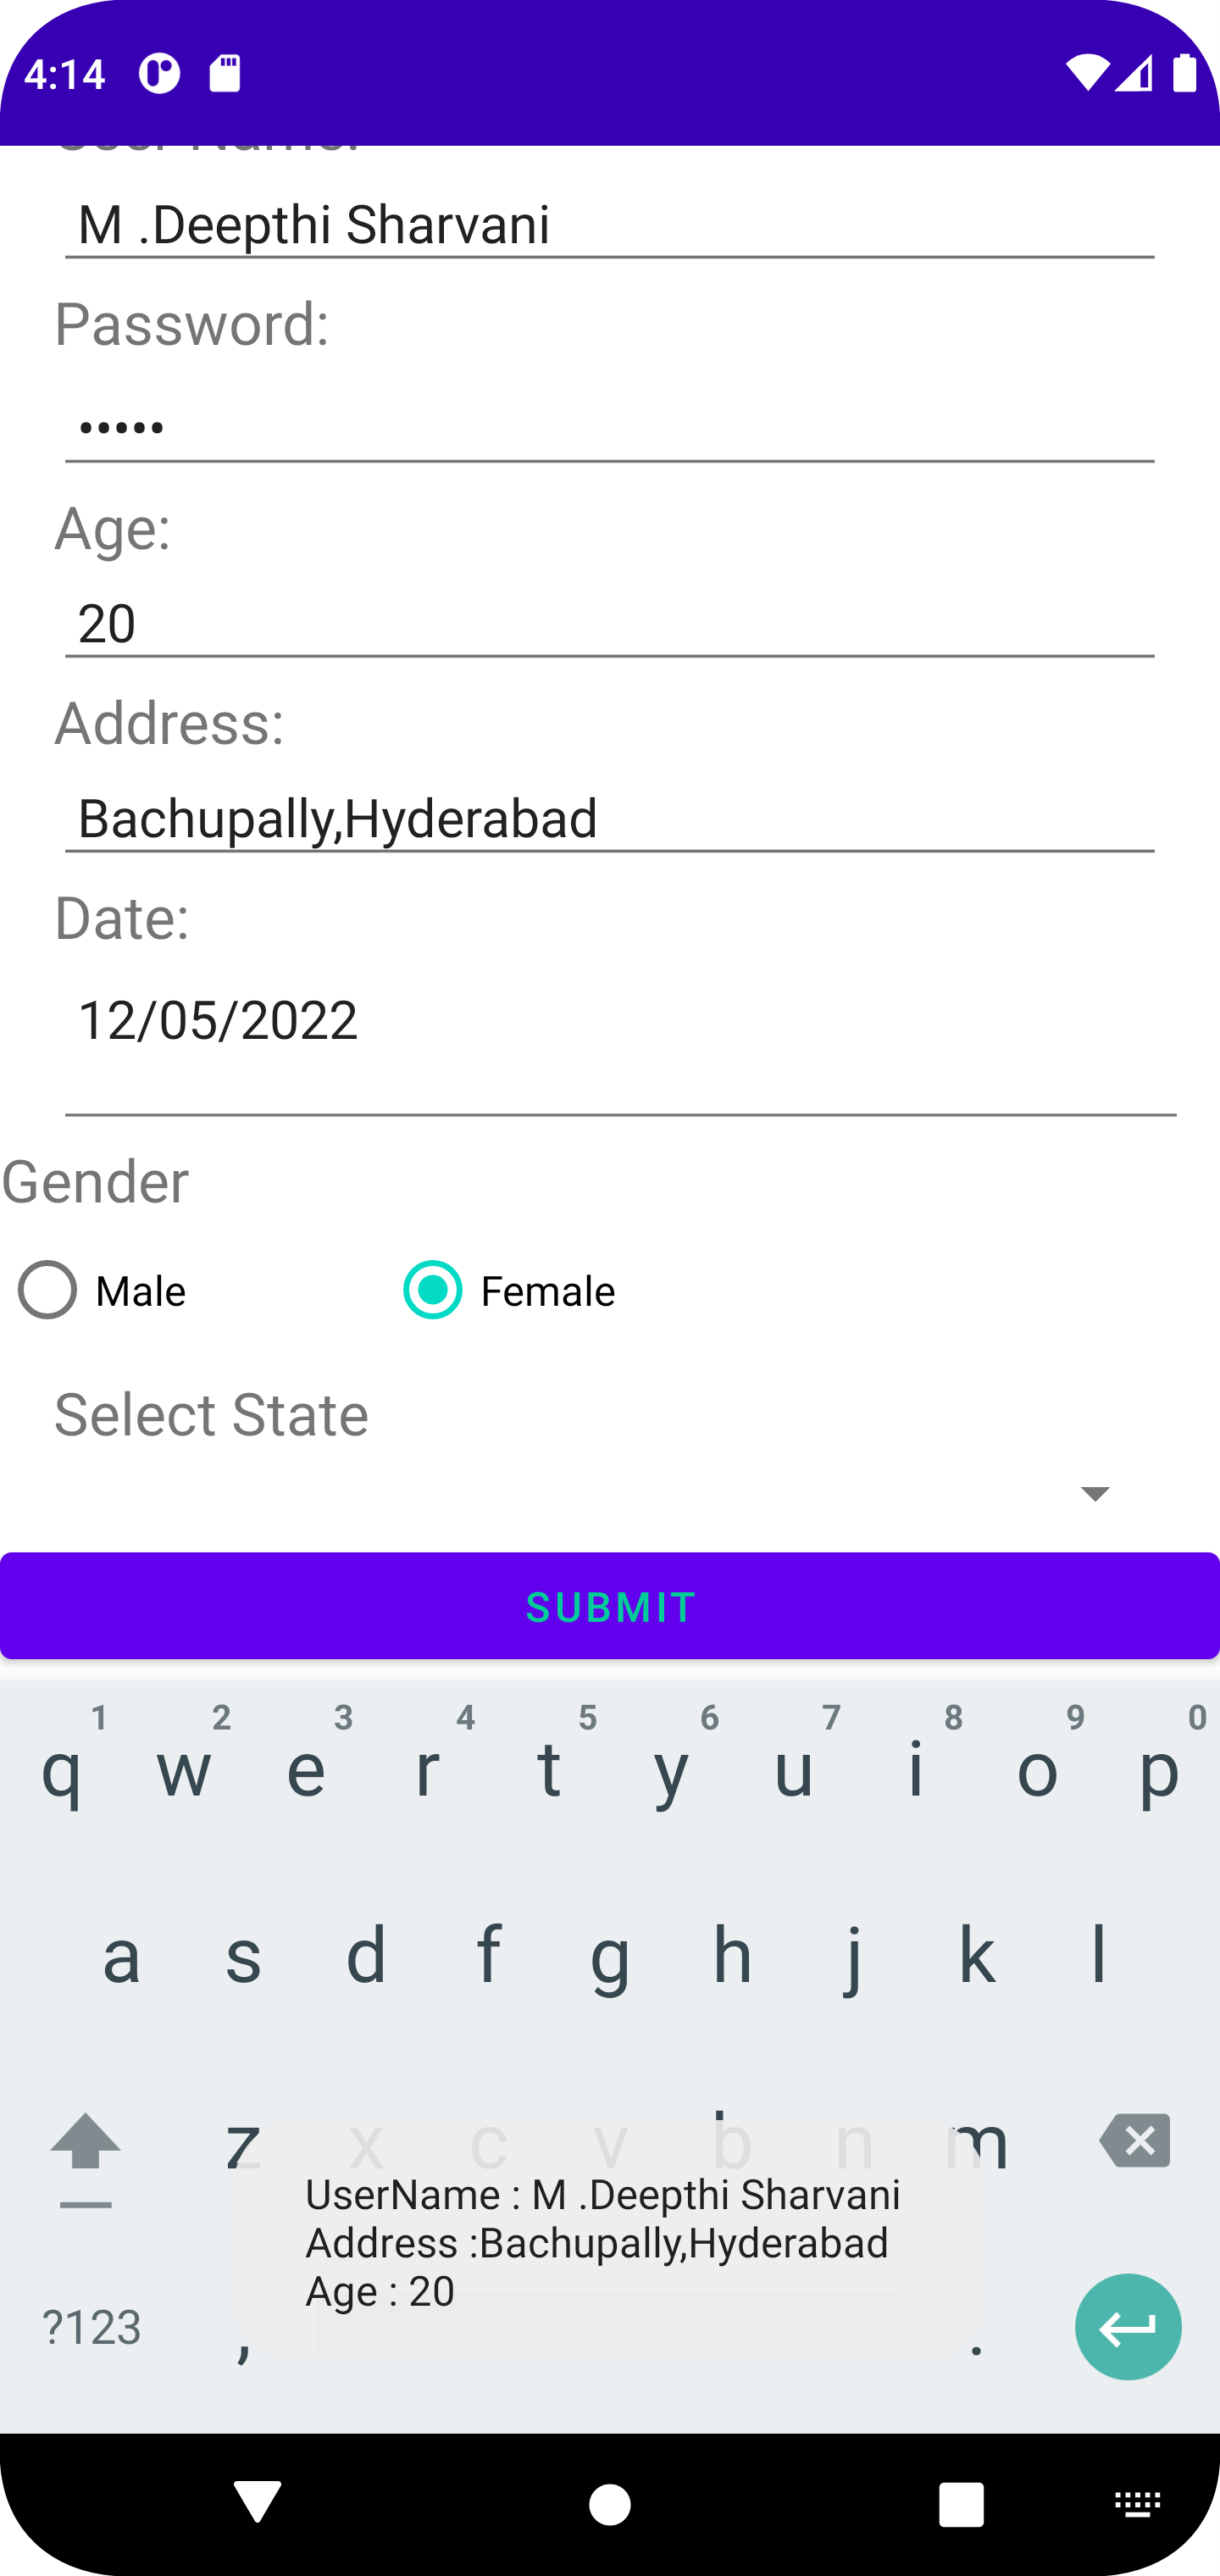 4:14
User Name:
M .Deepthi Sharvani
Password:
•••••
Age:
20
Address:
Bachupally,Hyderabad
Date:
12/05/2022
Gender
Male Female
Select State
SUBMIT
1 2 3 4 5 6 7 8 9 0
q w e r t y u i o p
a s d f g h j k l
z x c v b n m
UserName : M .Deepthi Sharvani
Address :Bachupally,Hyderabad
Age : 20
?123 , .